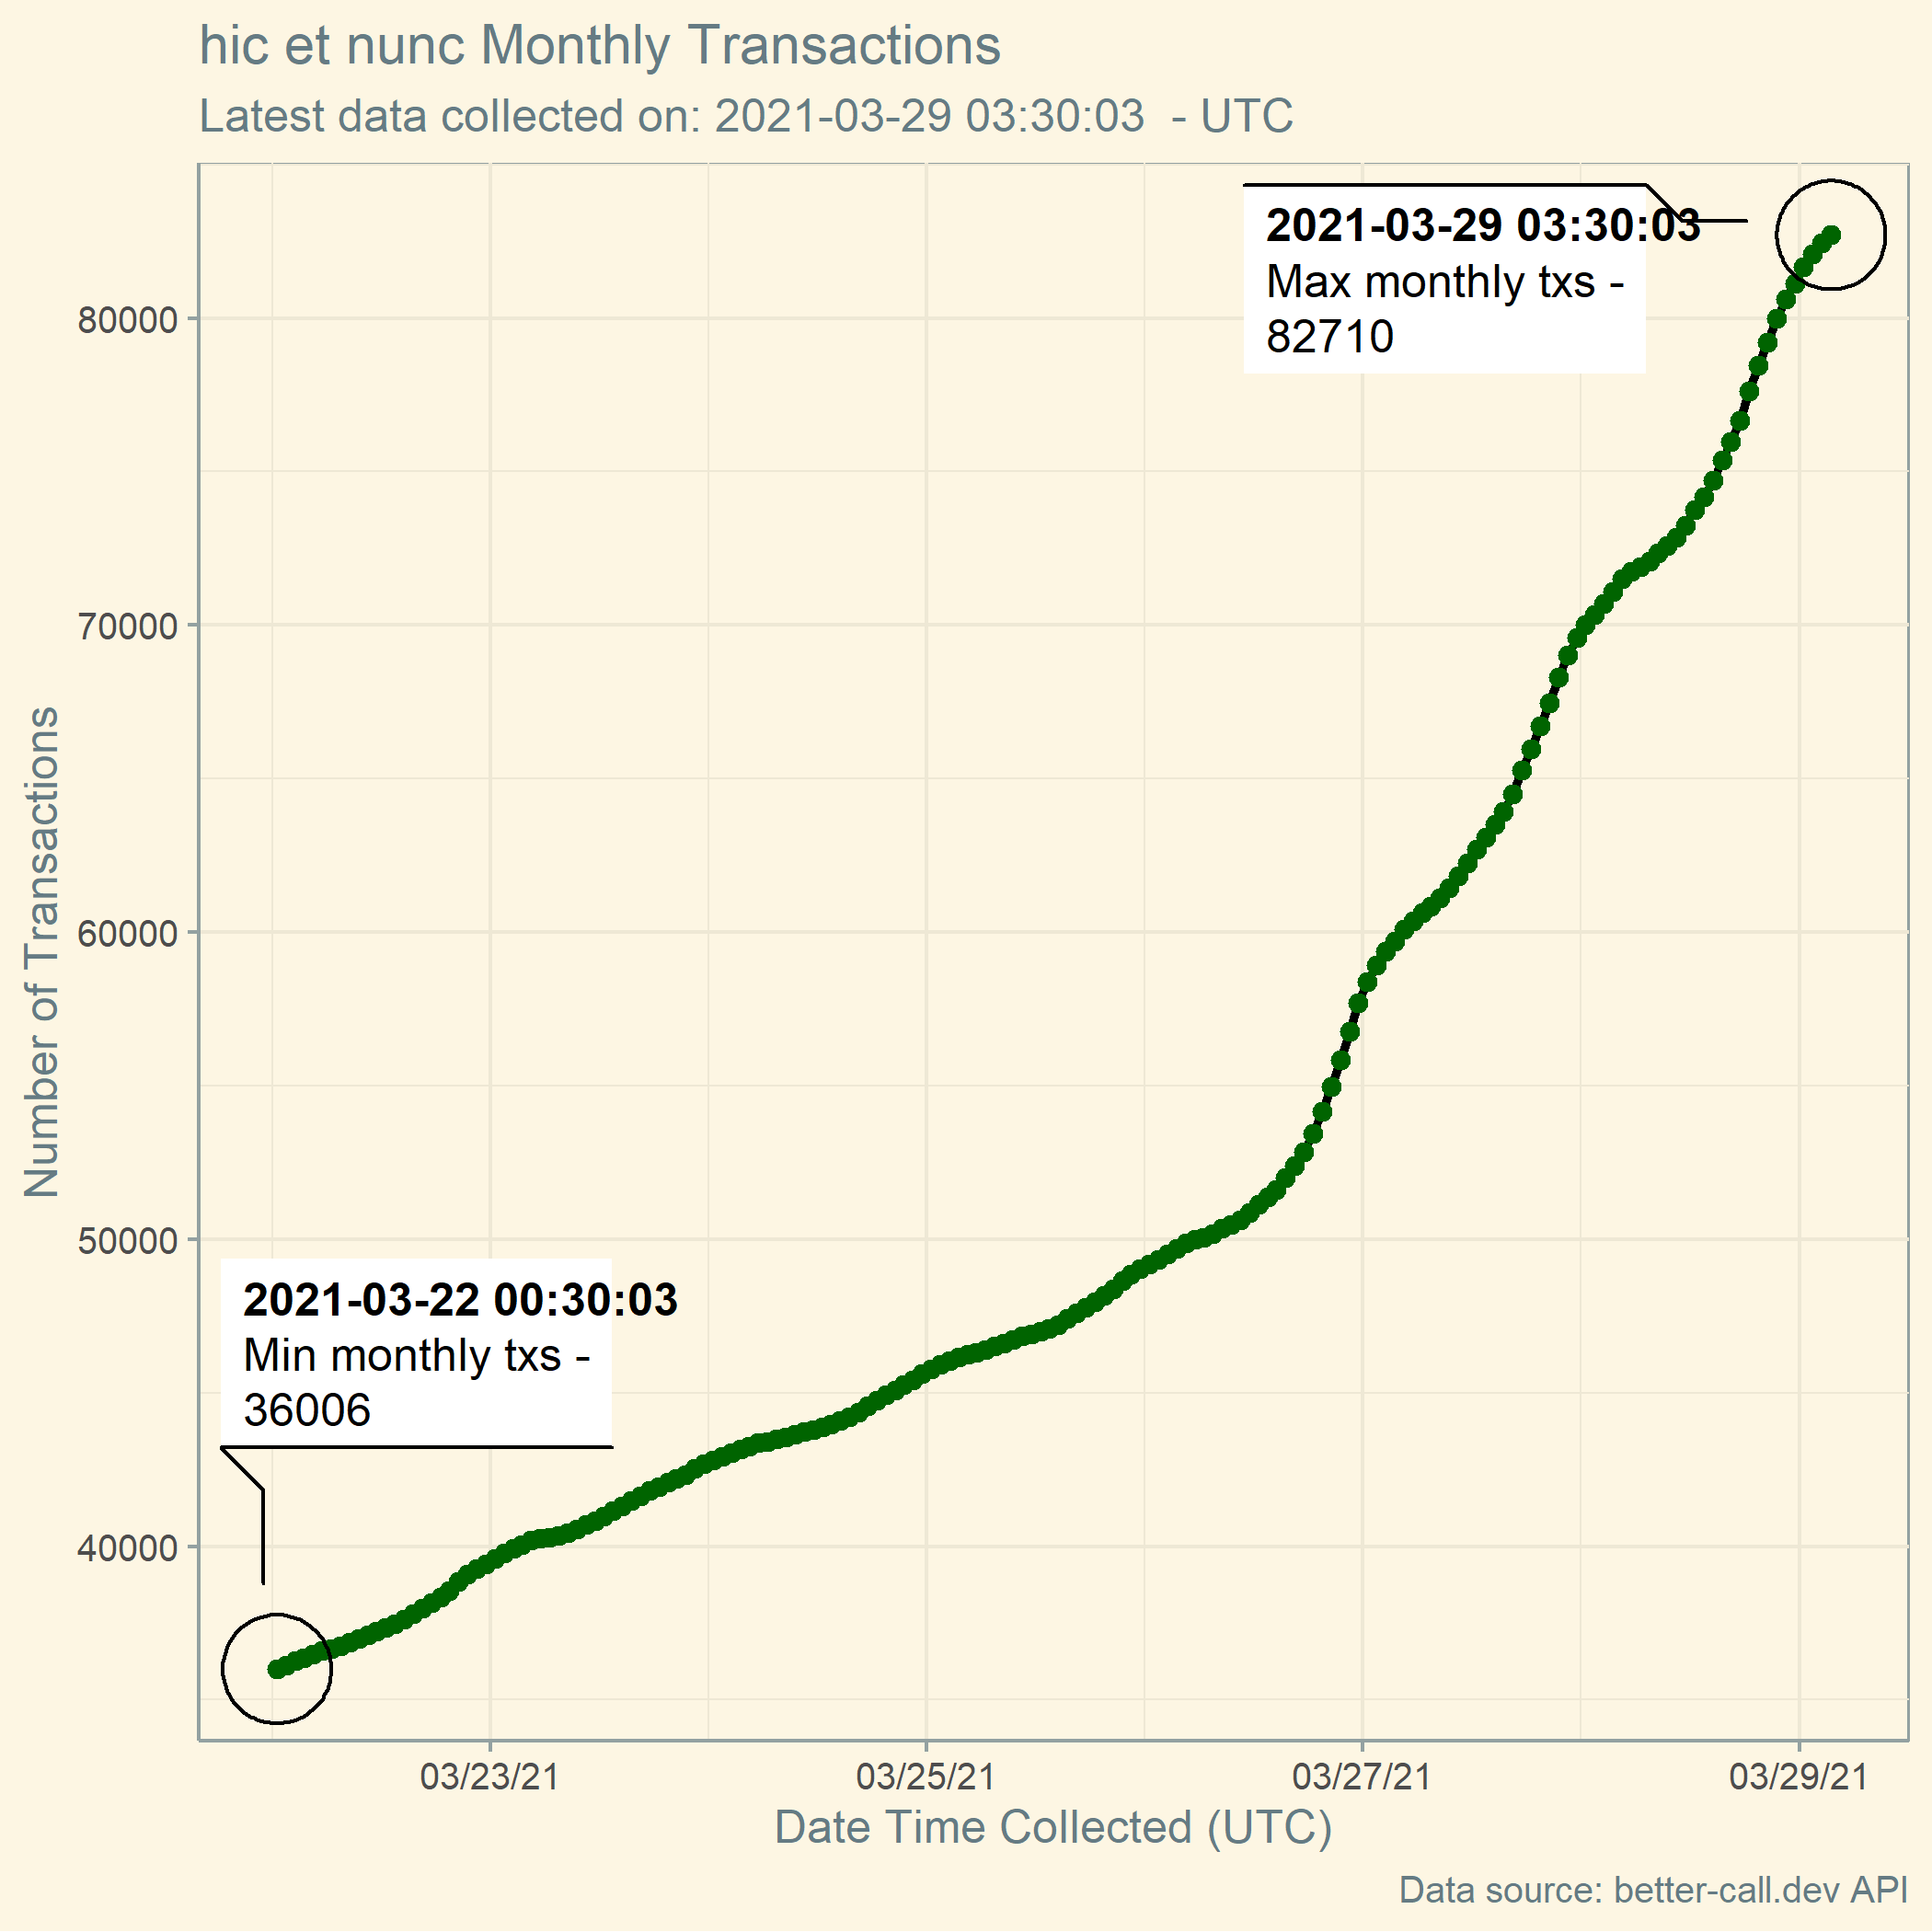 hic et nunc Monthly Transactions
Latest data collected on: 2021-03-29 03:30:03  - UTC
2021-03-29 03:30:03
Max monthly txs -
82710
80000
70000
60000
50000
40000
Number of Transactions
2021-03-22 00:30:03
Min monthly txs -
36006
03/23/21 03/25/21 03/27/21 03/29/21
Date Time Collected (UTC)
Data source: better-call.dev API